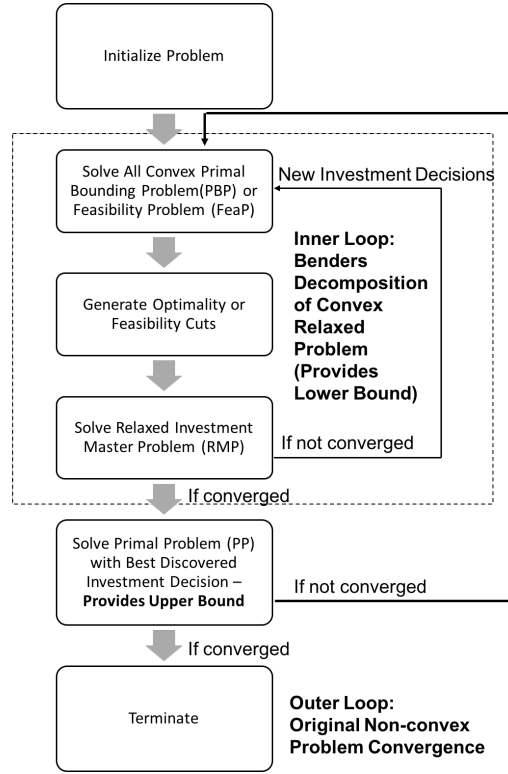 Initialize Problem
Solve All Convex Primal
Bounding Problem(PBP) or
Feasibility Problem (FeaP)
New Investment Decisions
Inner Loop:
Benders
Decomposition
of Convex
Relaxed
Problem
(Provides
Lower Bound)
Generate Optimality or
Feasibility Cuts
Solve Relaxed Investment
Master Problem (RMP)
If not converged
If converged
Solve Primal Problem (PP)
with Best Discovered
Investment Decision –
Provides Upper Bound
If not converged
If converged
Terminate
Outer Loop:
Original Non-convex
Problem Convergence